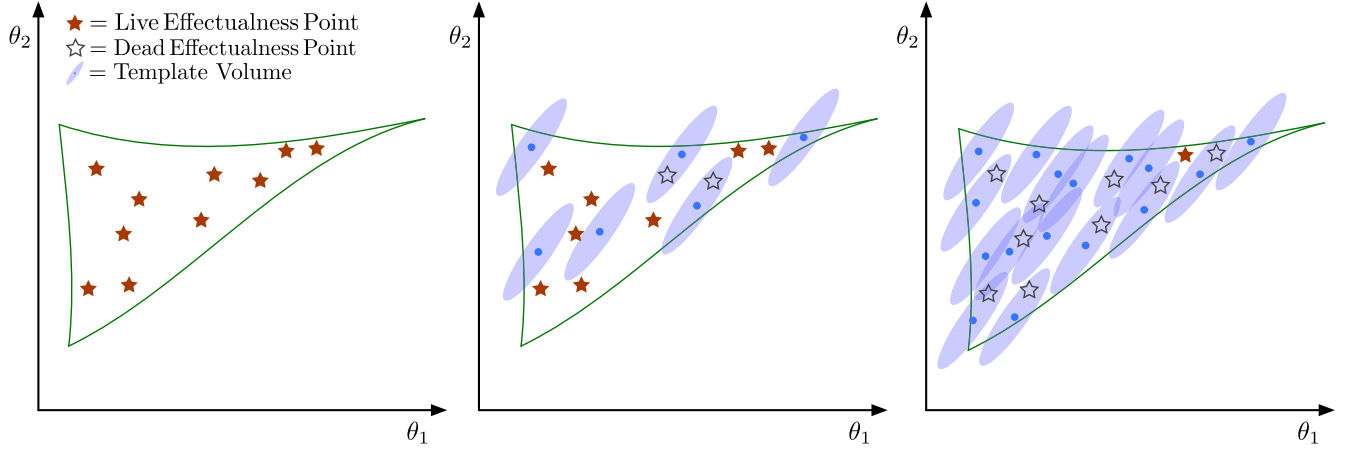 θ₂
= Live Effectualness Point
= Dead Effectualness Point
= Template Volume
θ₁
θ₂
θ₁
θ₂
θ₁